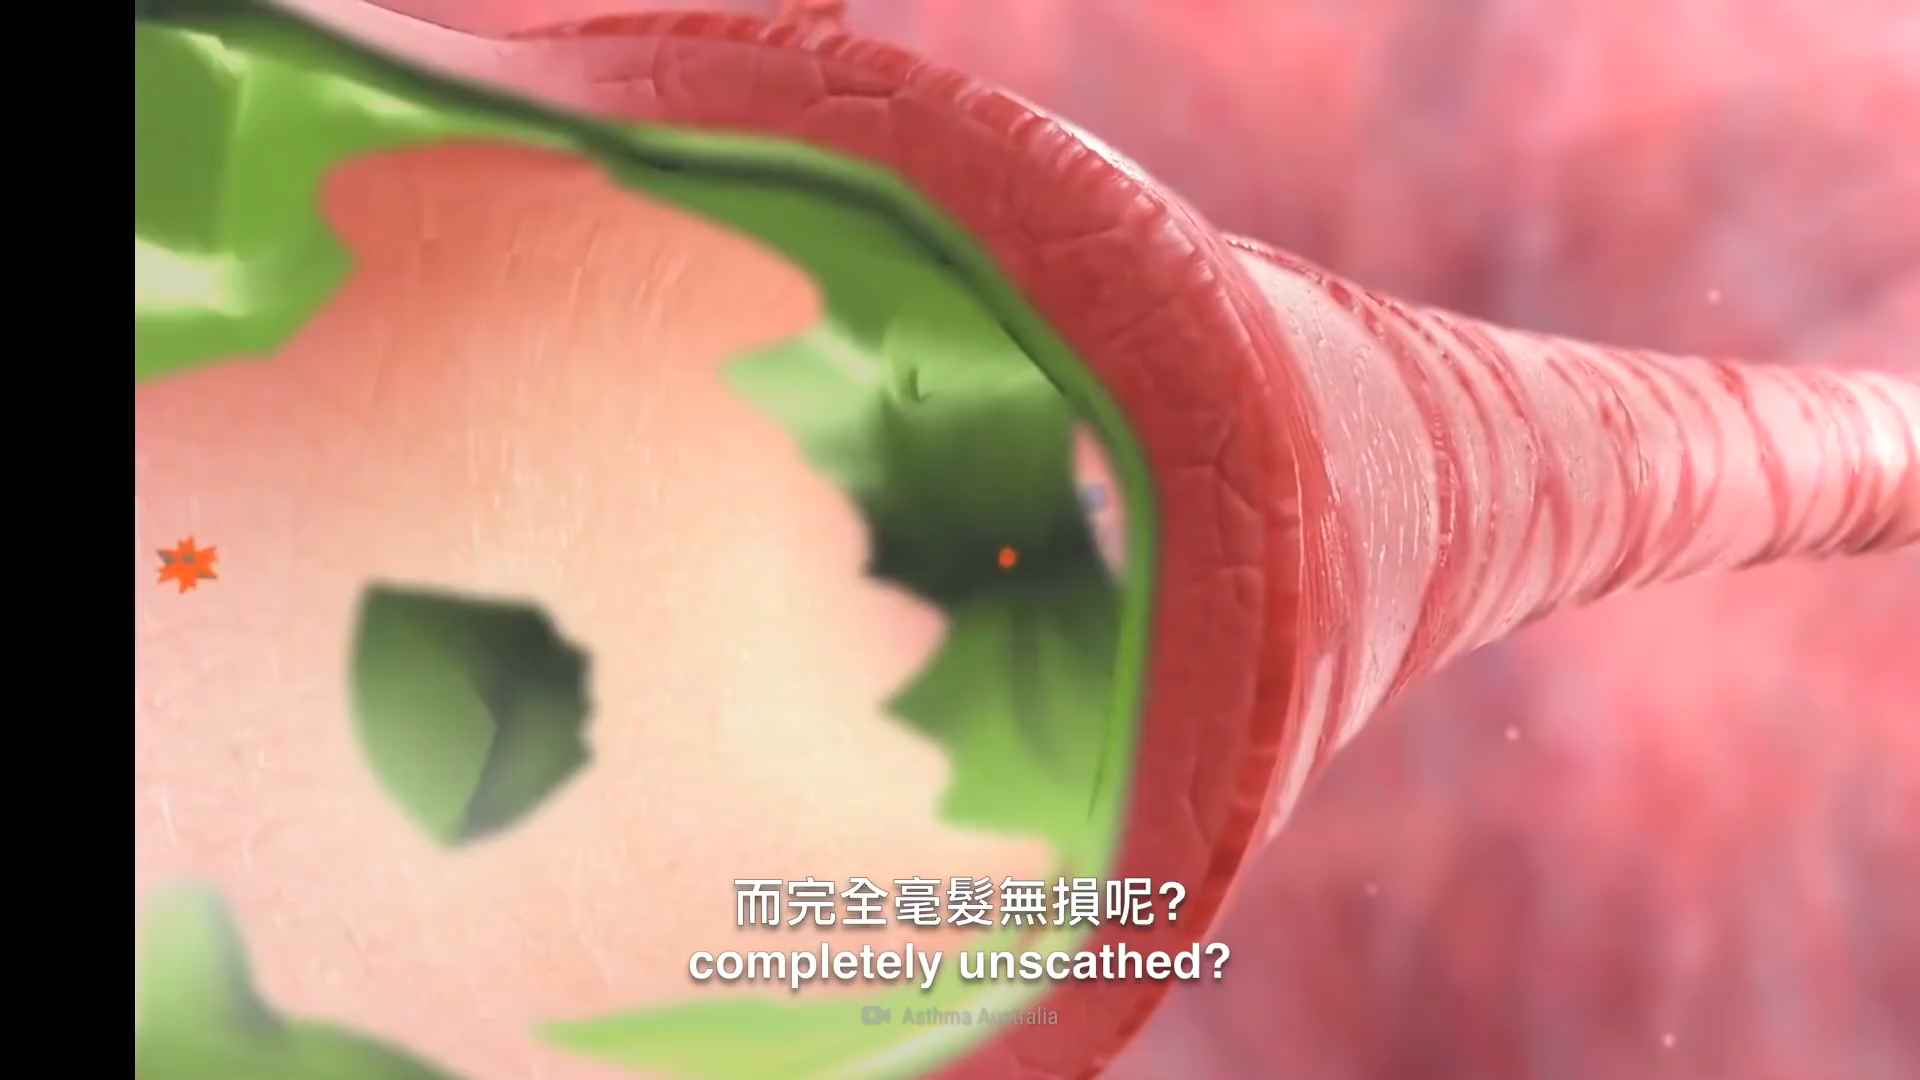 而完全毫髮無損呢?
completely unscathed?
Asthma Australia